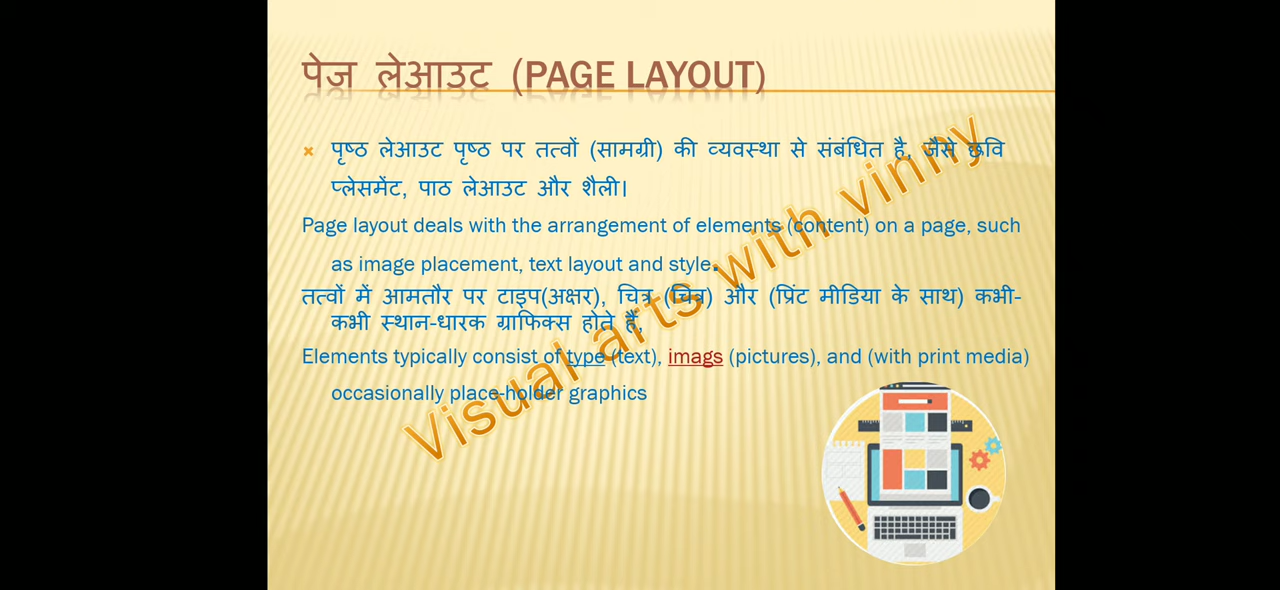 पेज लेआउट (PAGE LAYOUT)
पृष्ठ लेआउट पृष्ठ पर तत्वों (सामग्री) की व्यवस्था से संबंधित है, जैसे छवि
प्लेसमेंट, पाठ लेआउट और शैली।
Page layout deals with the arrangement of elements (content) on a page, such
as image placement, text layout and style.
तत्वों में आमतौर पर टाइप(अक्षर), चित्र (चित्र) और (प्रिंट मीडिया के साथ) कभी-
कभी स्थान-धारक ग्राफिक्स होते हैं,
Elements typically consist of type (text), imags (pictures), and (with print media)
occasionally place-holder graphics
Visual arts with vinny